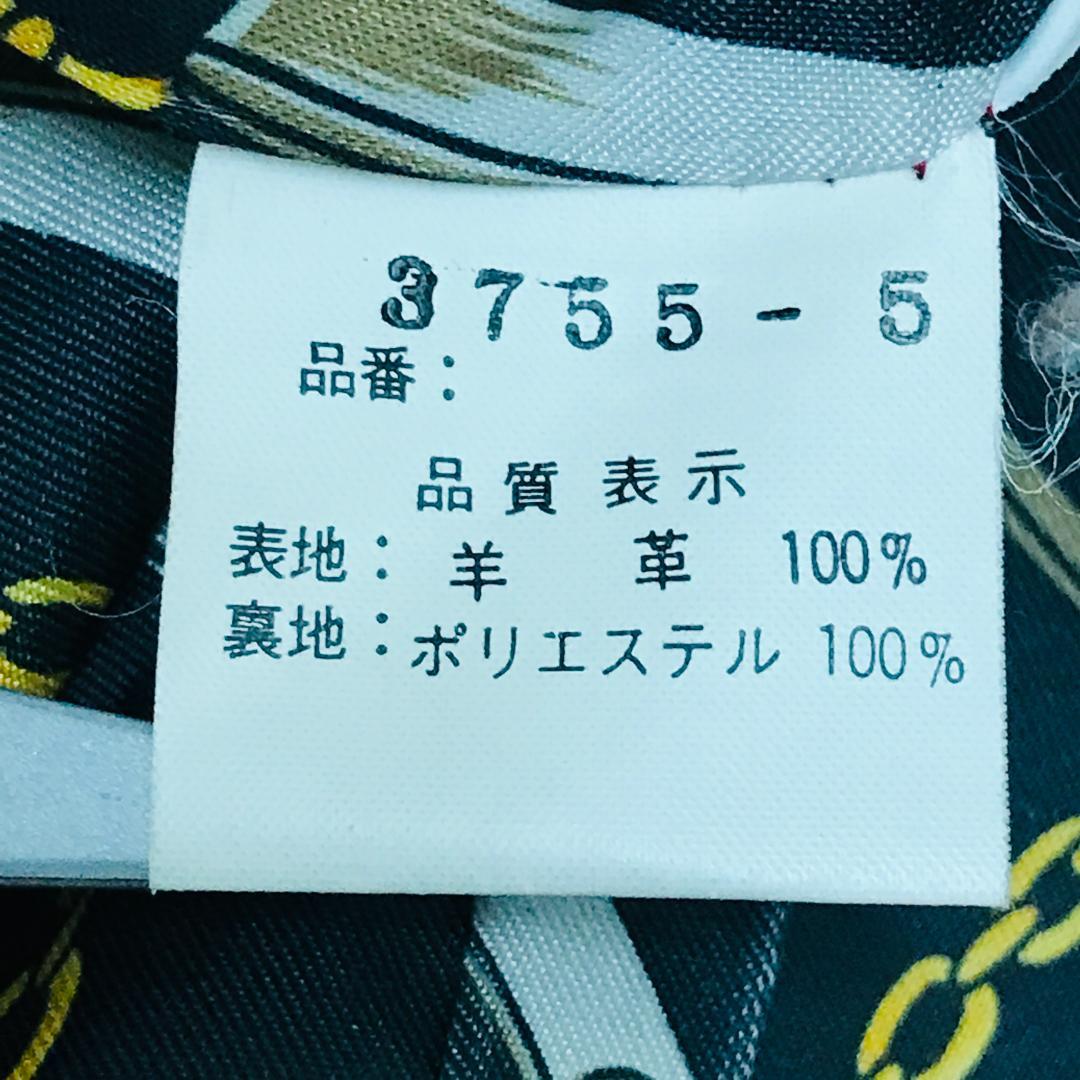 3755-5
品番：
品質表示
表地：羊　革　100%
裏地：ポリエステル 100%